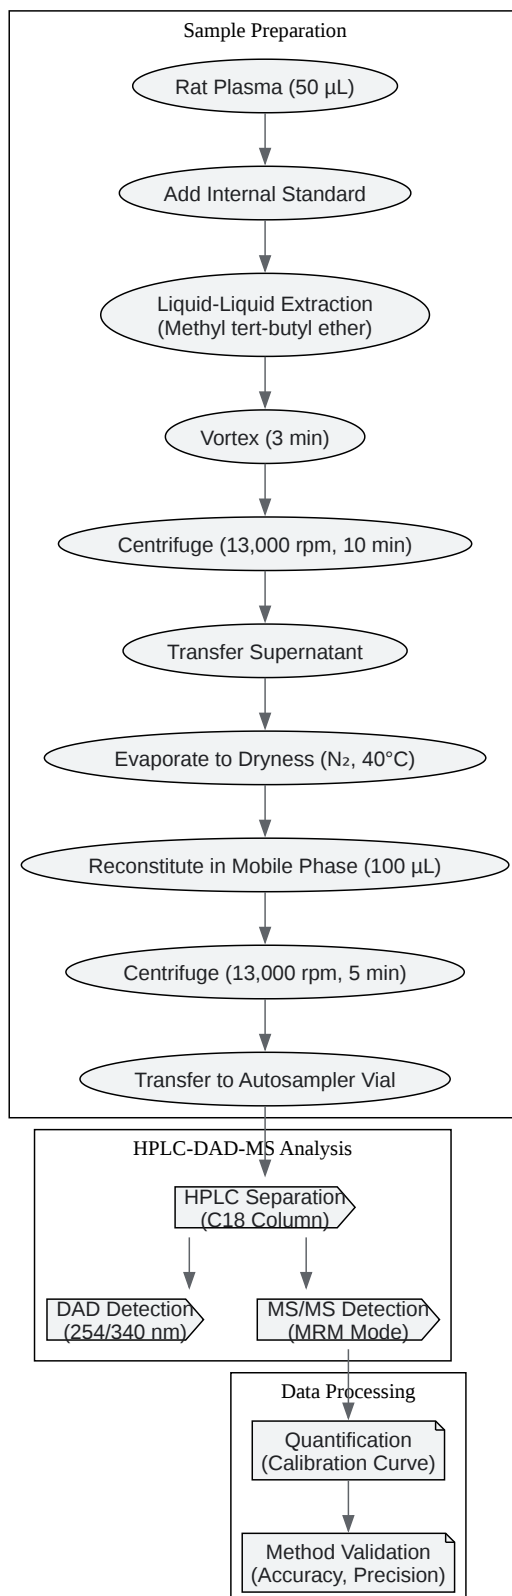 Sample Preparation
Rat Plasma (50 µL)
Add Internal Standard
Liquid-Liquid Extraction
(Methyl tert-butyl ether)
Vortex (3 min)
Centrifuge (13,000 rpm, 10 min)
Transfer Supernatant
Evaporate to Dryness (N₂, 40°C)
Reconstitute in Mobile Phase (100 µL)
Centrifuge (13,000 rpm, 5 min)
Transfer to Autosampler Vial
HPLC-DAD-MS Analysis
HPLC Separation
(C18 Column)
DAD Detection
(254/340 nm)
MS/MS Detection
(MRM Mode)
Data Processing
Quantification
(Calibration Curve)
Method Validation
(Accuracy, Precision)